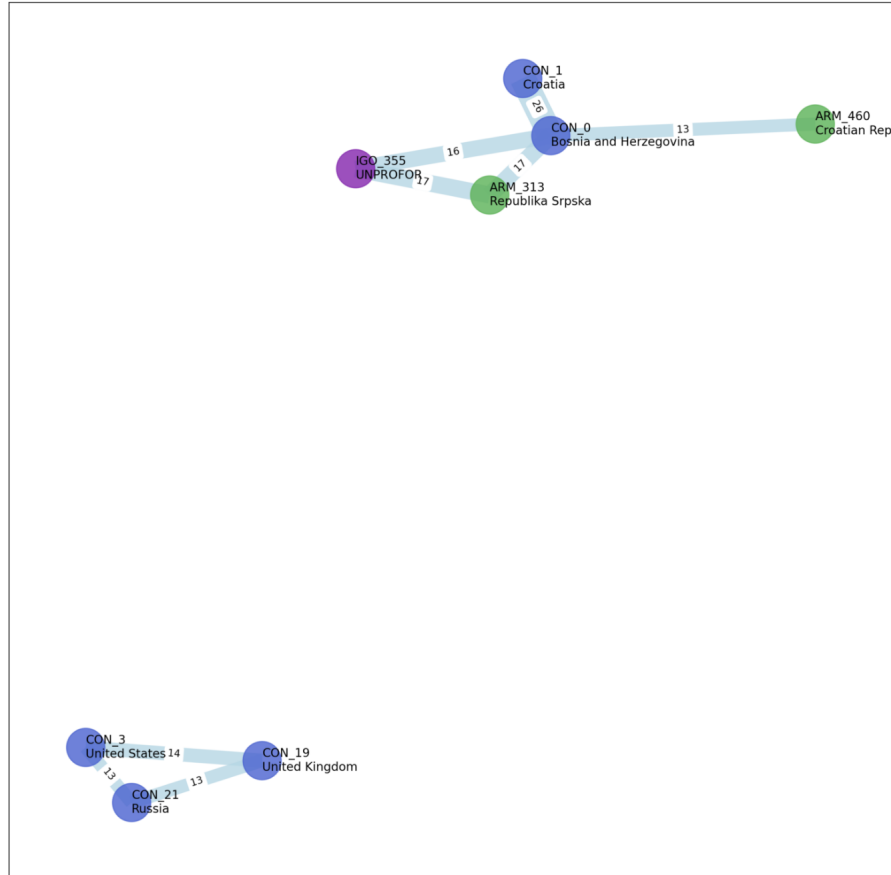 CON_1
Croatia
26
CON_0
Bosnia and Herzegovina
13
ARM_460
Croatian Rep
16
IGO_355
UNPROFOR
17
17
ARM_313
Republika Srpska
CON_3
United States
14
CON_19
United Kingdom
13
13
CON_21
Russia